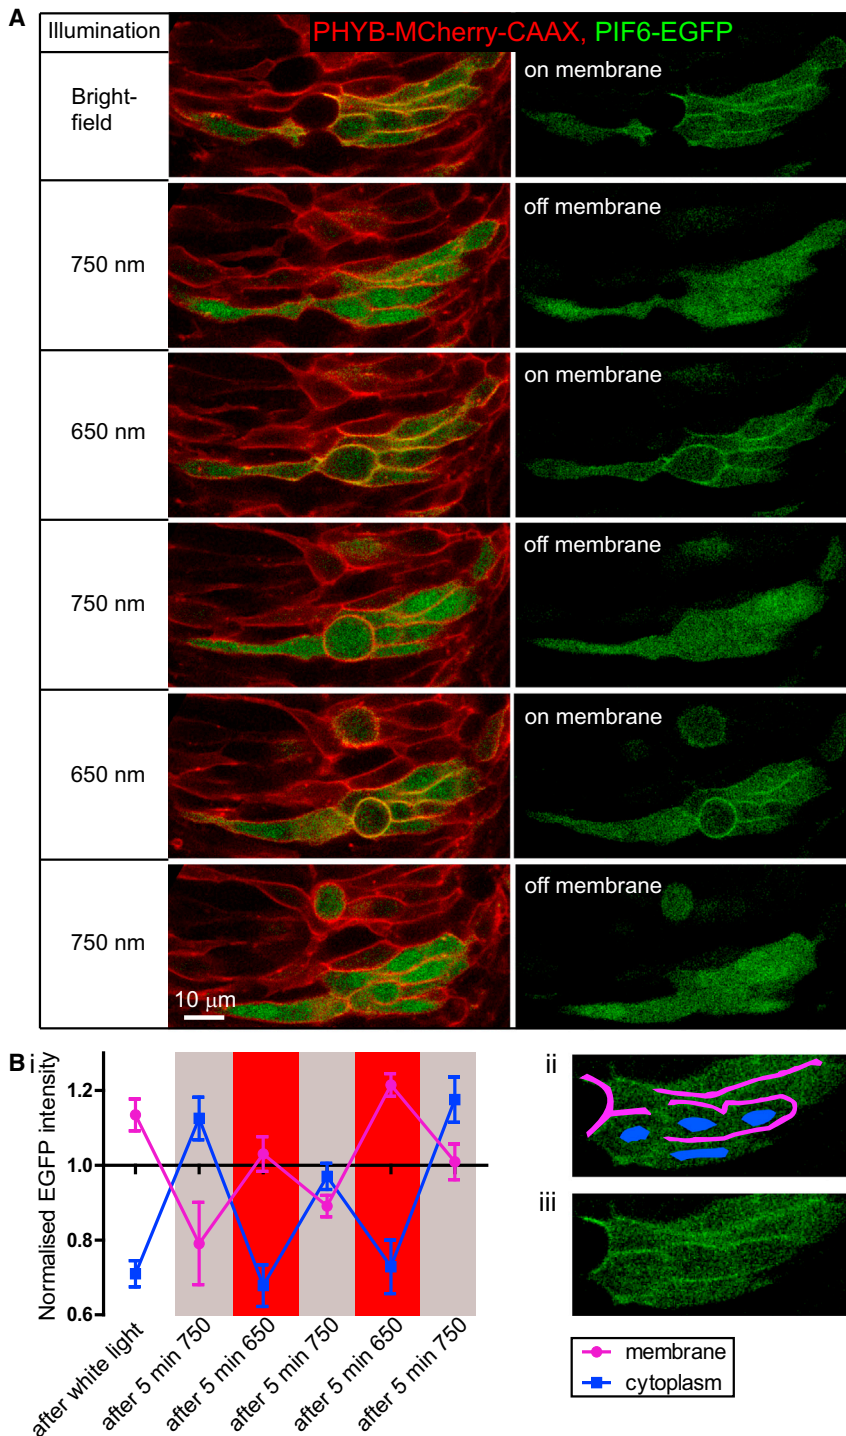 A
Illumination
PHYB-MCherry-CAAX, PIF6-EGFP
Bright-
field
on membrane
750 nm
off membrane
650 nm
on membrane
750 nm
off membrane
650 nm
on membrane
750 nm
off membrane
10 μm
B i
Normalised EGFP intensity
1.2
1.0
0.8
0.6
after white light
after 5 min 750
after 5 min 650
after 5 min 750
after 5 min 650
after 5 min 750
ii
iii
membrane
cytoplasm